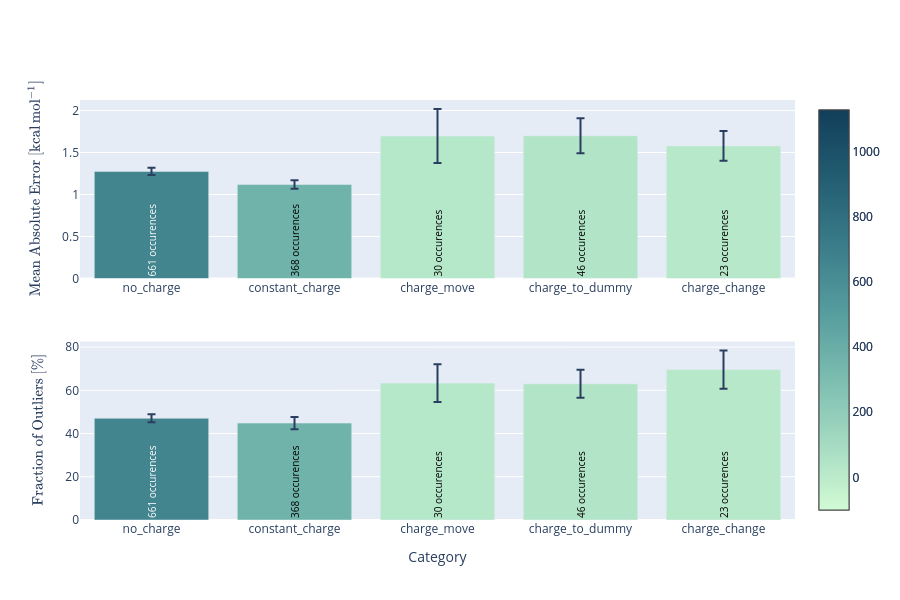 Mean Absolute Error [kcal mol⁻¹]
2
1.5
1
0.5
0
661 occurences
368 occurences
30 occurences
46 occurences
23 occurences
no_charge
constant_charge
charge_move
charge_to_dummy
charge_change
Fraction of Outliers [%]
80
60
40
20
0
661 occurences
368 occurences
30 occurences
46 occurences
23 occurences
no_charge
constant_charge
charge_move
charge_to_dummy
charge_change
Category
1000
800
600
400
200
0